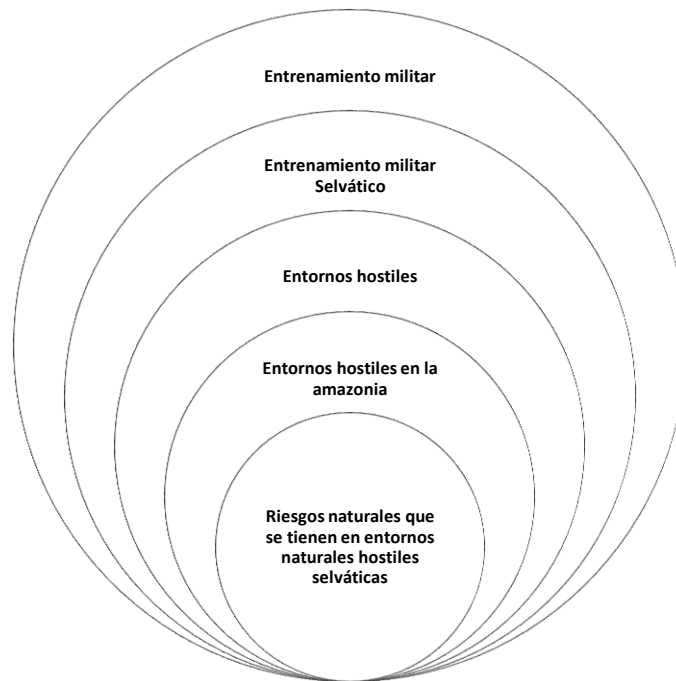 Entrenamiento militar
Entrenamiento militar
Selvático
Entornos hostiles
Entornos hostiles en la
amazonia
Riesgos naturales que
se tienen en entornos
naturales hostiles
selváticas